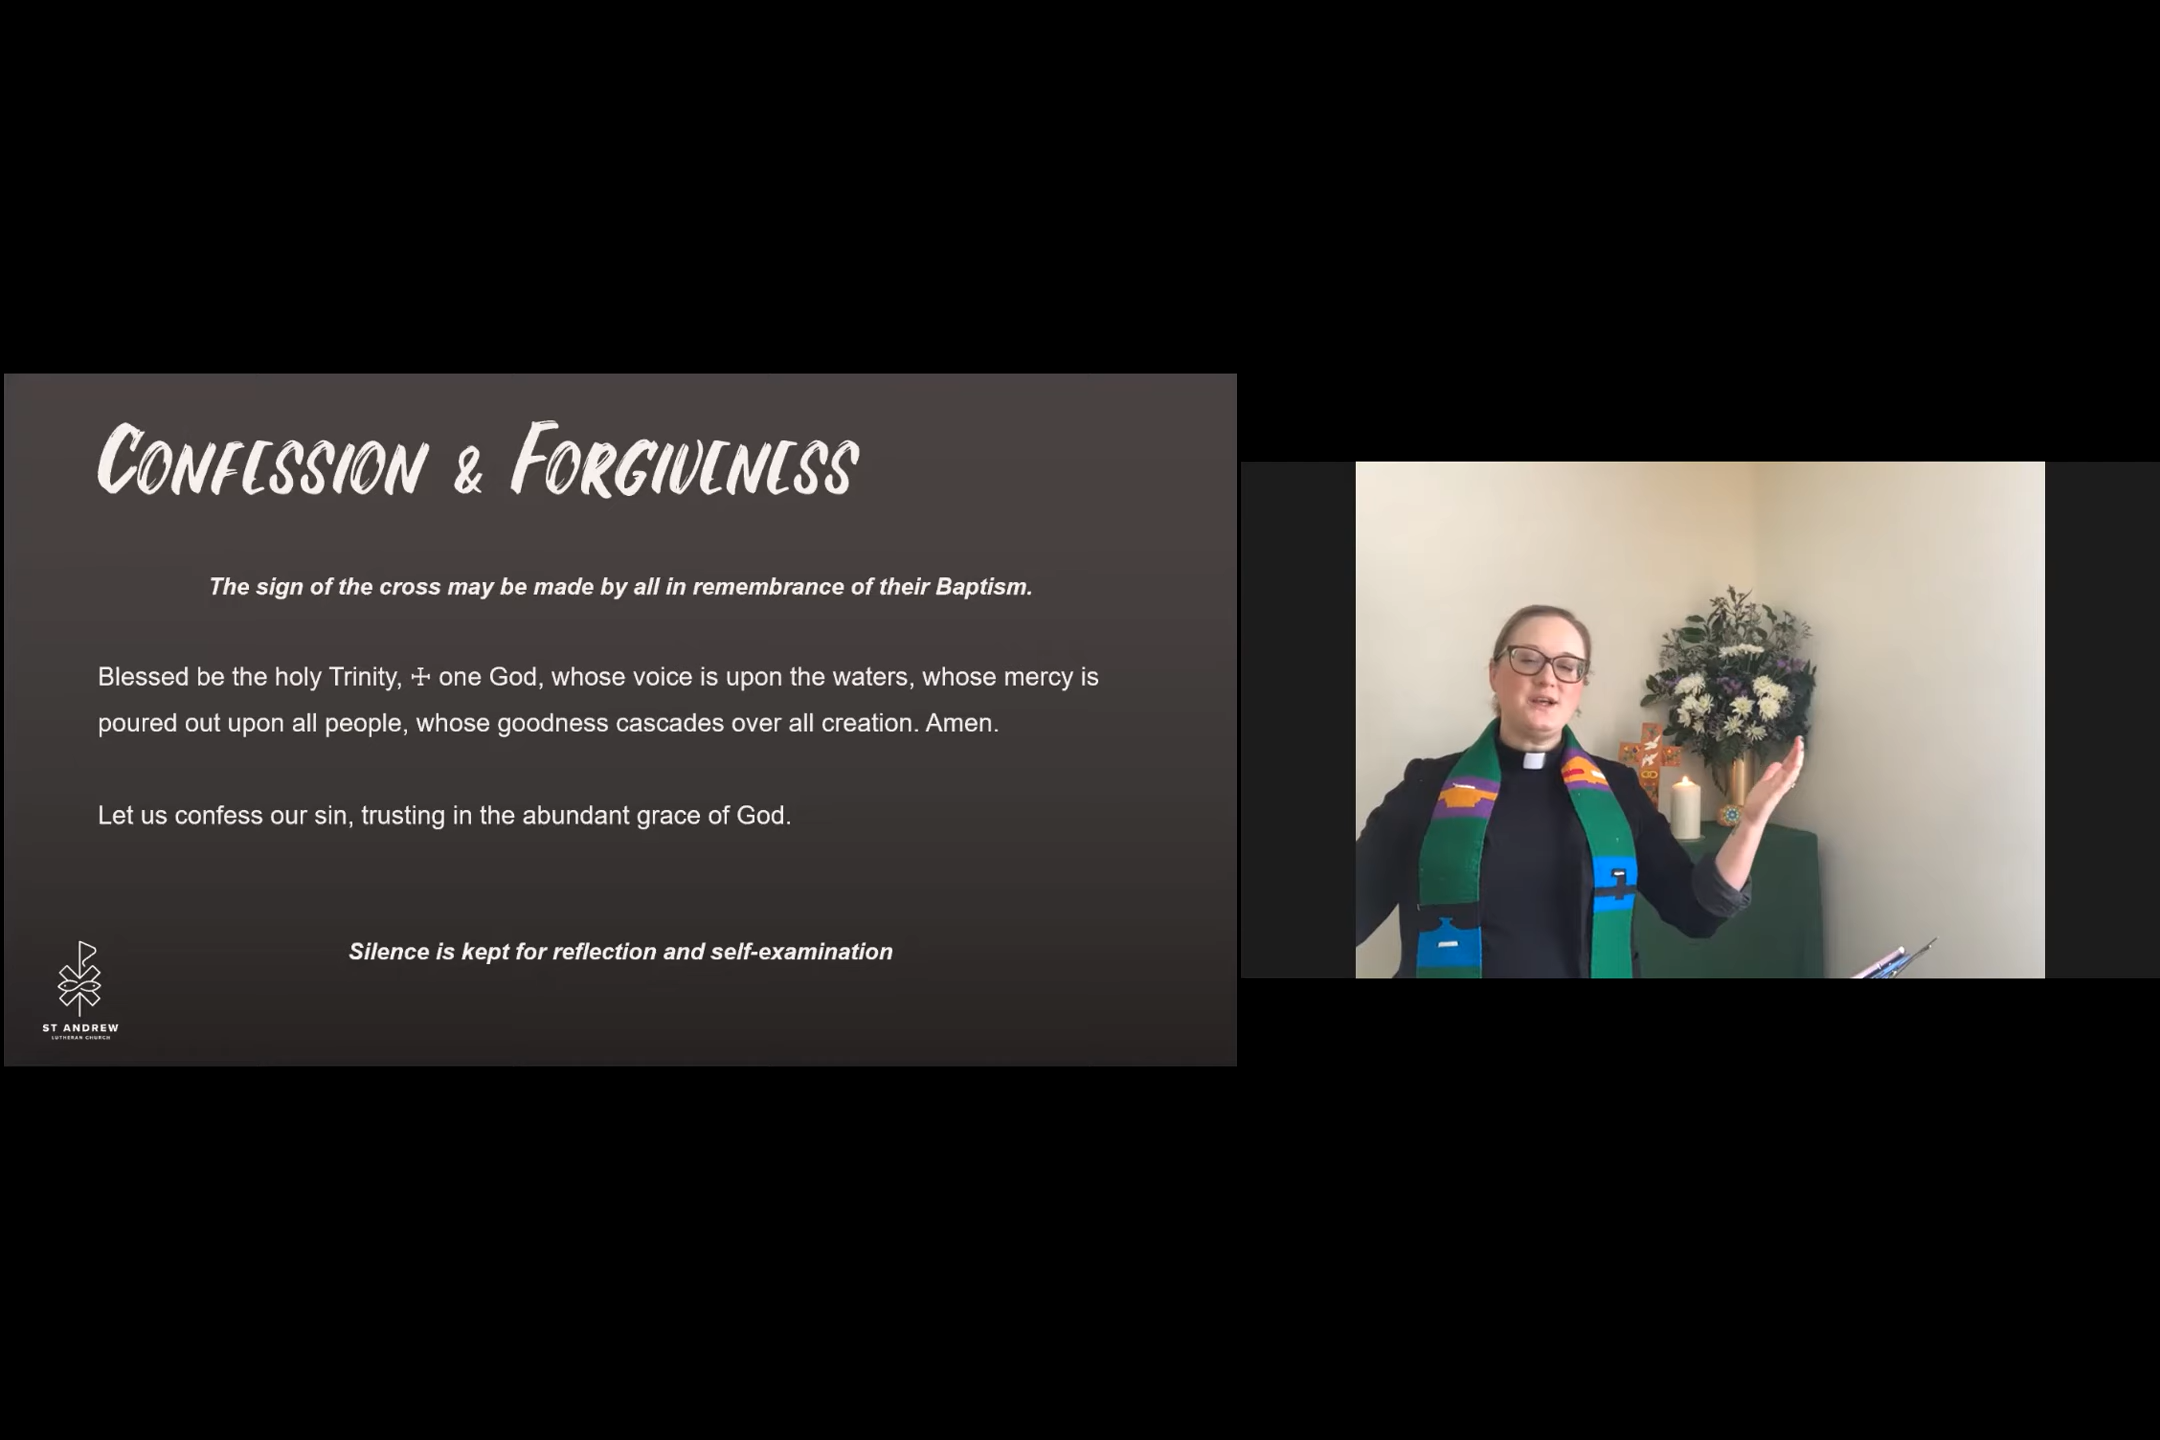 CONFESSION & FORGIVENESS
The sign of the cross may be made by all in remembrance of their Baptism.
Blessed be the holy Trinity, ☩ one God, whose voice is upon the waters, whose mercy is
poured out upon all people, whose goodness cascades over all creation. Amen.
Let us confess our sin, trusting in the abundant grace of God.
Silence is kept for reflection and self-examination
ST ANDREW
LUTHERAN CHURCH